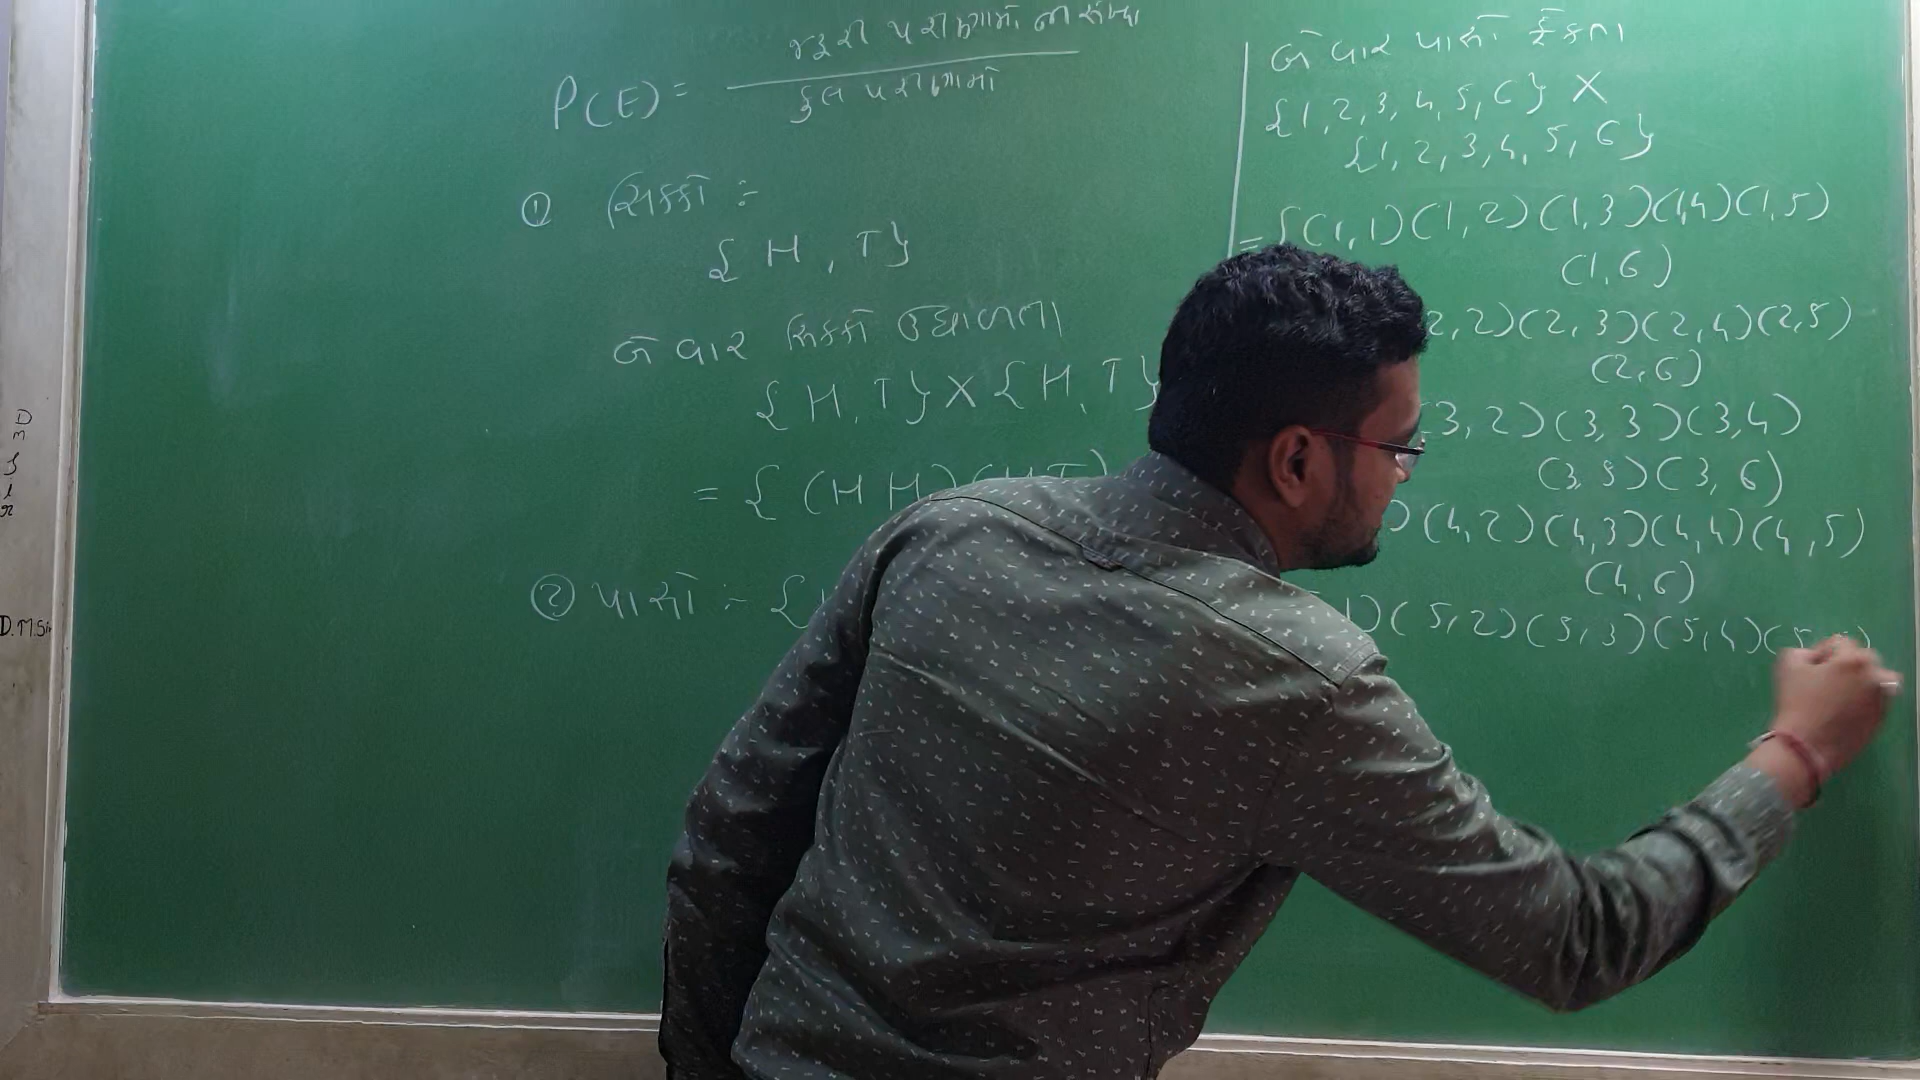 P(E) = જરૂરી પરીણામો ની સંખ્યા
કુલ પરીણામો
① સિક્કો :-
{ H , T }
બે વાર સિક્કો ઉછાળતા
{ H, T } X { H, T }
= { (H H) (H T)
② પાસો :- {
બે વાર પાસો ફેંકતા
{ 1, 2, 3, 4, 5, 6 } X
{ 1, 2, 3, 4, 5, 6 }
= { (1, 1) (1, 2) (1, 3) (1,4) (1, 5)
(1, 6)
2, 2) (2, 3) (2, 4) (2, 5)
(2, 6)
(3, 2) (3, 3) (3, 4)
(3, 5) (3, 6)
) (4, 2) (4, 3) (4, 4) (4, 5)
(4, 6)
1) (5, 2) (5, 3) (5, 4) (5,
D.M.Sir